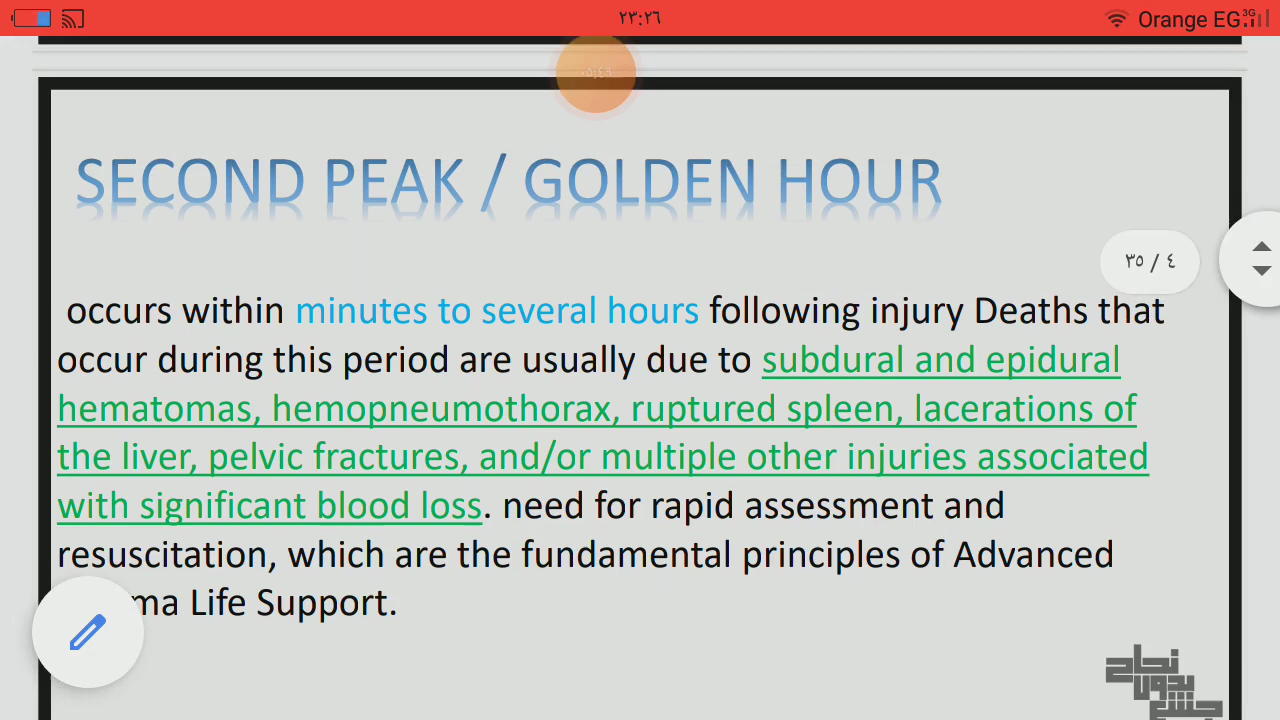 ٢٣:٢٦
Orange EG
3G
SECOND PEAK / GOLDEN HOUR
٤ / ٣٥
occurs within minutes to several hours following injury Deaths that
occur during this period are usually due to subdural and epidural
hematomas, hemopneumothorax, ruptured spleen, lacerations of
the liver, pelvic fractures, and/or multiple other injuries associated
with significant blood loss. need for rapid assessment and
resuscitation, which are the fundamental principles of Advanced
ma Life Support.
نجاح
بدون